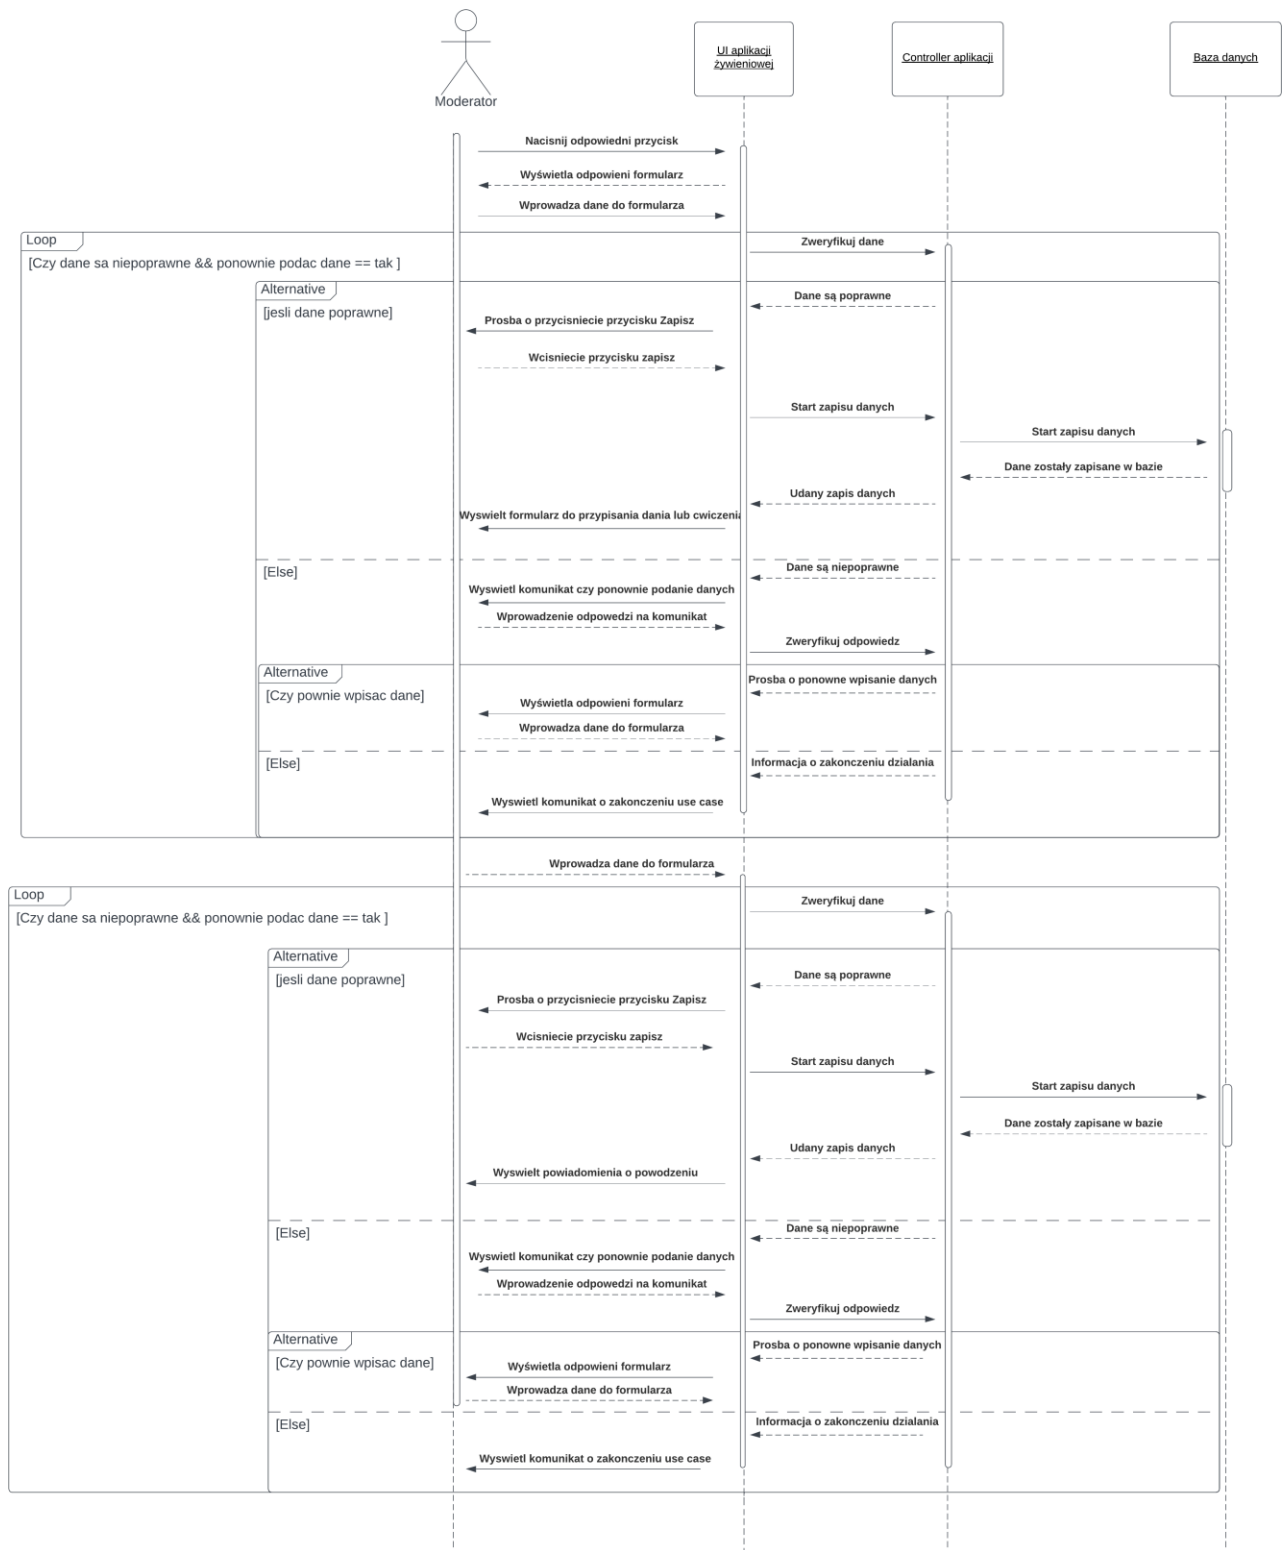 Moderator
UI aplikacji
żywieniowej
Controller aplikacji
Baza danych
Nacisnij odpowiedni przycisk
Wyświetla odpowieni formularz
Wprowadza dane do formularza
Loop
Zweryfikuj dane
[Czy dane sa niepoprawne && ponownie podac dane == tak ]
Alternative
Dane są poprawne
[jesli dane poprawne]
Prosba o przycisniecie przycisku Zapisz
Wcisniecie przycisku zapisz
Start zapisu danych
Start zapisu danych
Dane zostały zapisane w bazie
Udany zapis danych
Wyswielt formularz do przypisania dania lub cwiczenia
[Else]
Dane są niepoprawne
Wyswietl komunikat czy ponownie podanie danych
Wprowadzenie odpowedzi na komunikat
Zweryfikuj odpowiedz
Alternative
Prosba o ponowne wpisanie danych
[Czy pownie wpisac dane]
Wyświetla odpowieni formularz
Wprowadza dane do formularza
[Else]
Informacja o zakonczeniu dzialania
Wyswietl komunikat o zakonczeniu use case
Wprowadza dane do formularza
Loop
Zweryfikuj dane
[Czy dane sa niepoprawne && ponownie podac dane == tak ]
Alternative
Dane są poprawne
[jesli dane poprawne]
Prosba o przycisniecie przycisku Zapisz
Wcisniecie przycisku zapisz
Start zapisu danych
Start zapisu danych
Dane zostały zapisane w bazie
Udany zapis danych
Wyswielt powiadomienia o powodzeniu
[Else]
Dane są niepoprawne
Wyswietl komunikat czy ponownie podanie danych
Wprowadzenie odpowedzi na komunikat
Zweryfikuj odpowiedz
Alternative
Prosba o ponowne wpisanie danych
[Czy pownie wpisac dane]
Wyświetla odpowieni formularz
Wprowadza dane do formularza
[Else]
Informacja o zakonczeniu dzialania
Wyswietl komunikat o zakonczeniu use case